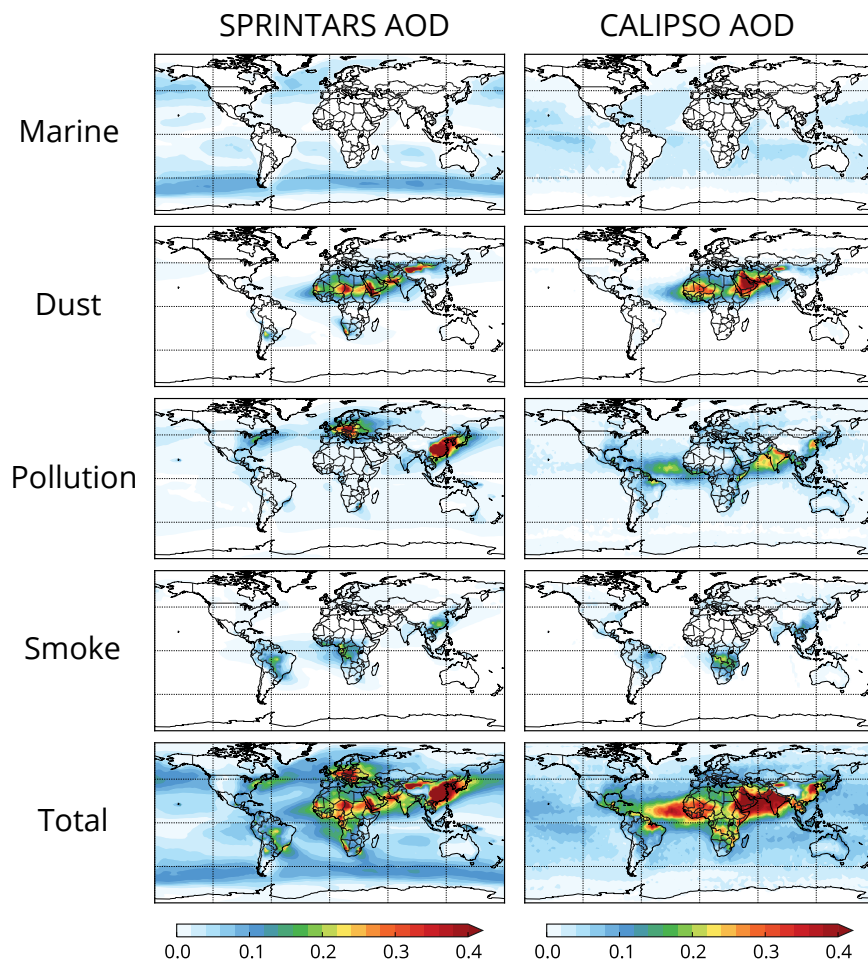 SPRINTARS AOD CALIPSO AOD
Marine
Dust
Pollution
Smoke
Total
0.0 0.1 0.2 0.3 0.4 0.0 0.1 0.2 0.3 0.4